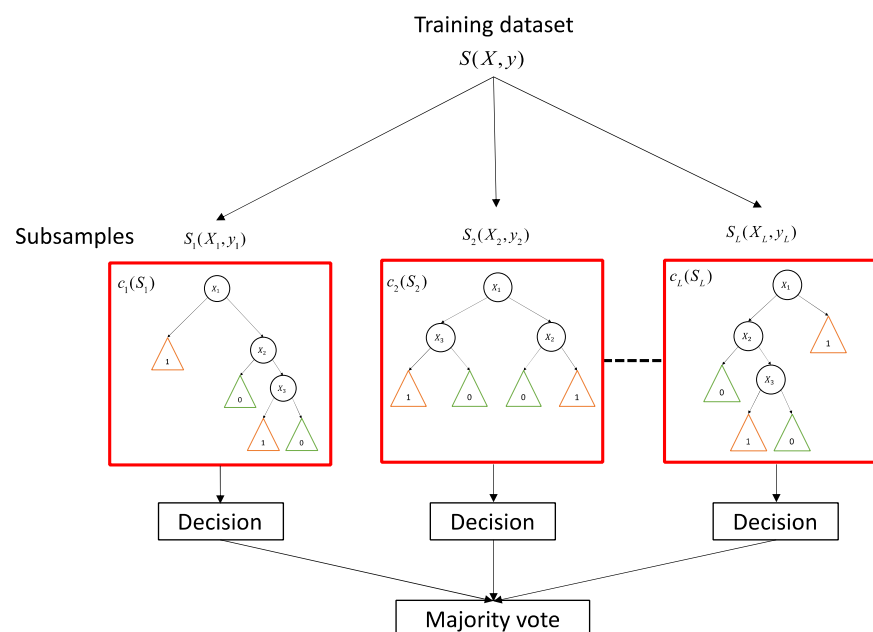 Training dataset
S(X, y)
Subsamples
S₁(X₁, y₁)
S₂(X₂, y₂)
S_L(X_L, y_L)
c₁(S₁)
X₁
1
X₂
0
X₃
1
0
c₂(S₂)
X₁
X₃
X₂
1
0
0
1
c_L(S_L)
X₁
X₂
1
0
X₃
1
0
Decision
Decision
Decision
Majority vote